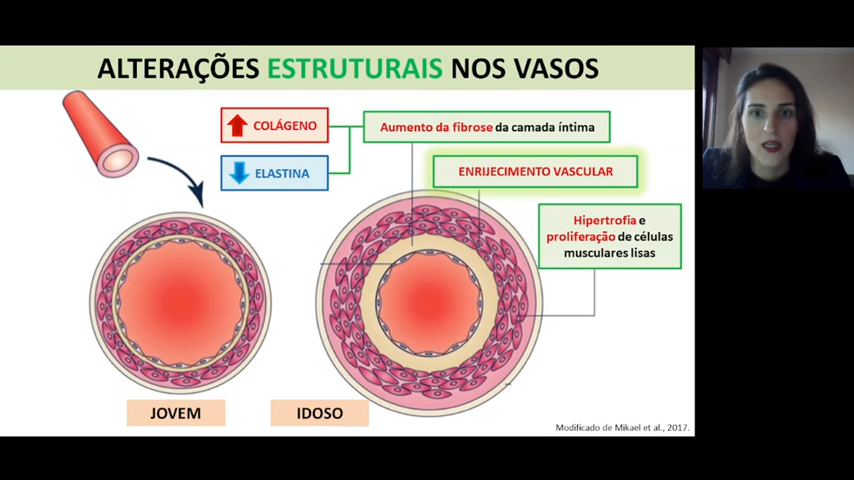 ALTERAÇÕES ESTRUTURAIS NOS VASOS
COLÁGENO
Aumento da fibrose da camada íntima
ELASTINA
ENRIJECIMENTO VASCULAR
Hipertrofia e
proliferação de células
musculares lisas
JOVEM
IDOSO
Modificado de Mikael et al., 2017.